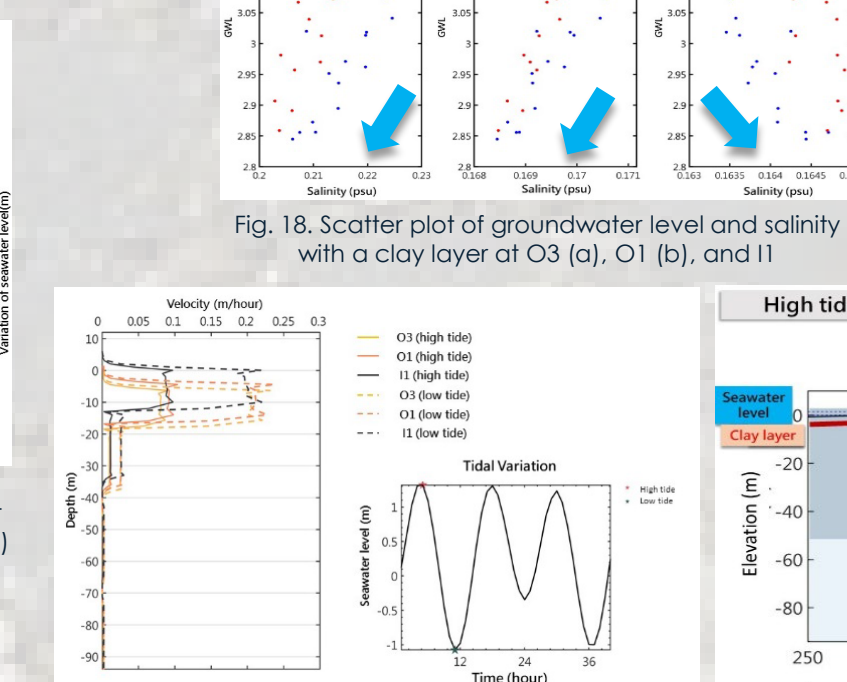 Variation of seawater level(m)
)
3.05
GWL
3
2.95
2.9
2.85
2.8
0.2
0.21
0.22
0.23
Salinity (psu)
3.05
GWL
3
2.95
2.9
2.85
2.8
0.168
0.169
0.17
0.171
Salinity (psu)
3.05
GWL
3
2.95
2.9
2.85
2.8
0.163
0.1635
0.164
0.1645
Salinity (psu)
Fig. 18. Scatter plot of groundwater level and salinity
with a clay layer at O3 (a), O1 (b), and I1
Velocity (m/hour)
0 0.05 0.1 0.15 0.2 0.25 0.3
10
0
-10
-20
-30
-40
-50
-60
-70
-80
-90
Depth (m)
O3 (high tide)
O1 (high tide)
I1 (high tide)
O3 (low tide)
O1 (low tide)
I1 (low tide)
Tidal Variation
Seawater level (m)
1
0.5
0
-0.5
-1
12 24 36
Time (hour)
High tide
Low tide
High tid
Seawater
level
Clay layer
Elevation (m)
0
-20
-40
-60
-80
250